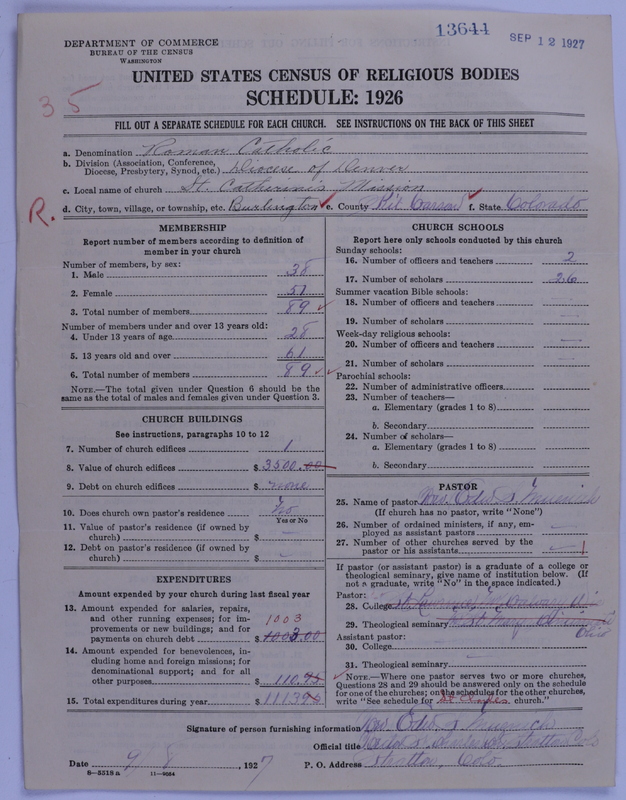 13644
SEP 12 1927
DEPARTMENT OF COMMERCE
BUREAU OF THE CENSUS
WASHINGTON
UNITED STATES CENSUS OF RELIGIOUS BODIES
SCHEDULE: 1926
35
FILL OUT A SEPARATE SCHEDULE FOR EACH CHURCH. SEE INSTRUCTIONS ON THE BACK OF THIS SHEET
a. Denomination Roman Catholic
b. Division (Association, Conference,
Diocese, Presbytery, Synod, etc.) Diocese of Denver
c. Local name of church St. Catherine's Mission
R.
d. City, town, village, or township, etc. Burlington e. County Kit Carson f. State Colorado
MEMBERSHIP
Report number of members according to definition of
member in your church
Number of members, by sex:
1. Male 38
2. Female 51
3. Total number of members 89
Number of members under and over 13 years old:
4. Under 13 years of age 28
5. 13 years old and over 61
6. Total number of members 89
NOTE.—The total given under Question 6 should be the
same as the total of males and females given under Question 3.
CHURCH BUILDINGS
See instructions, paragraphs 10 to 12
7. Number of church edifices 1
8. Value of church edifices $ 3500.00
9. Debt on church edifices $ none
10. Does church own pastor's residence No
Yes or No
11. Value of pastor's residence (if owned by
church) $
12. Debt on pastor's residence (if owned by
church) $
EXPENDITURES
Amount expended by your church during last fiscal year
13. Amount expended for salaries, repairs,
and other running expenses; for im-
provements or new buildings; and for
payments on church debt $ 1003.00
1003
14. Amount expended for benevolences, in-
cluding home and foreign missions; for
denominational support; and for all
other purposes $ 110.95
15. Total expenditures during year $ 1113
CHURCH SCHOOLS
Report here only schools conducted by this church
Sunday schools:
16. Number of officers and teachers 2
17. Number of scholars 26
Summer vacation Bible schools:
18. Number of officers and teachers
19. Number of scholars
Week-day religious schools:
20. Number of officers and teachers
21. Number of scholars
Parochial schools:
22. Number of administrative officers
23. Number of teachers—
a. Elementary (grades 1 to 8)
b. Secondary
24. Number of scholars—
a. Elementary (grades 1 to 8)
b. Secondary
PASTOR
25. Name of pastor
(If church has no pastor, write "None")
26. Number of ordained ministers, if any, em-
ployed as assistant pastors
27. Number of other churches served by the
pastor or his assistants 1
If pastor (or assistant pastor) is a graduate of a college or
theological seminary, give name of institution below. (If
not a graduate, write "No" in the space indicated.)
Pastor:
28. College
29. Theological seminary
Assistant pastor:
30. College
31. Theological seminary
NOTE.—Where one pastor serves two or more churches,
Questions 28 and 29 should be answered only on the schedule
for one of the churches; on the schedules for the other churches,
write "See schedule for church."
Signature of person furnishing information
Official title
Date 9/8, 1927 P. O. Address Stratton, Colo.
8—5518 a 11—9034